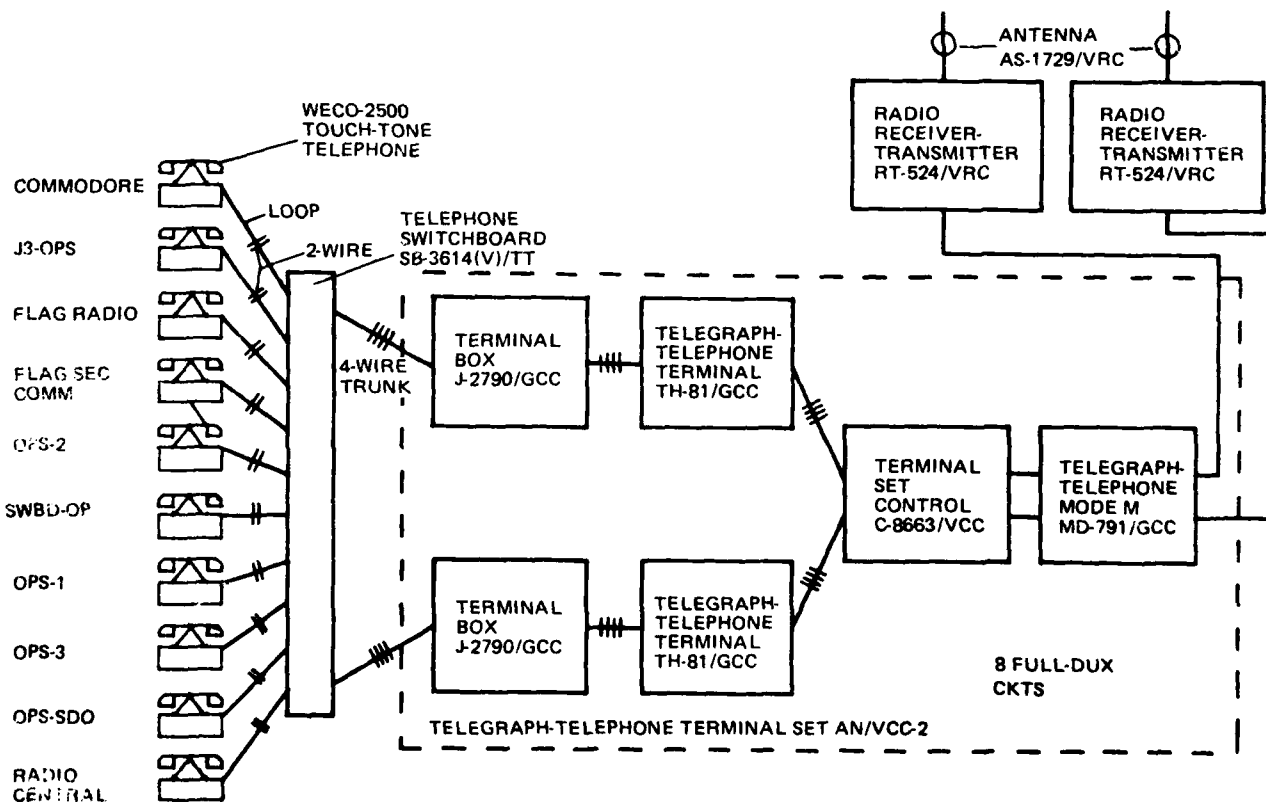 ANTENNA
AS-1729/VRC
RADIO
RECEIVER-
TRANSMITTER
RT-524/VRC
RADIO
RECEIVER-
TRANSMITTER
RT-524/VRC
WECO-2500
TOUCH-TONE
TELEPHONE
COMMODORE
LOOP
J3-OPS
2-WIRE
TELEPHONE
SWITCHBOARD
SB-3614(V)/TT
FLAG RADIO
FLAG SEC
COMM
OPS-2
SWBD-OP
OPS-1
OPS-3
OPS-SDO
RADIO
CENTRAL
4-WIRE
TRUNK
TERMINAL
BOX
J-2790/GCC
TELEGRAPH-
TELEPHONE
TERMINAL
TH-81/GCC
TERMINAL
SET
CONTROL
C-8663/VCC
TELEGRAPH-
TELEPHONE
MODE M
MD-791/GCC
TERMINAL
BOX
J-2790/GCC
TELEGRAPH-
TELEPHONE
TERMINAL
TH-81/GCC
8 FULL-DUX
CKTS
TELEGRAPH-TELEPHONE TERMINAL SET AN/VCC-2